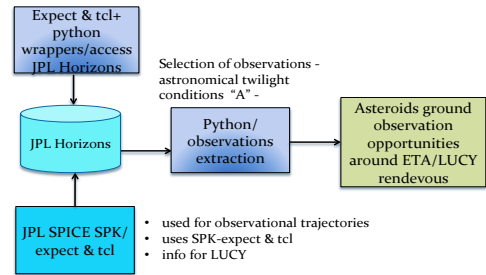 Expect & tcl+
python
wrappers/access
JPL Horizons
Selection of observations -
astronomical twilight
conditions "A" -
JPL Horizons
Python/
observations
extraction
Asteroids ground
observation
opportunities
around ETA/LUCY
rendevous
JPL SPICE SPK/
expect & tcl
• used for observational trajectories
• uses SPK-expect & tcl
• info for LUCY